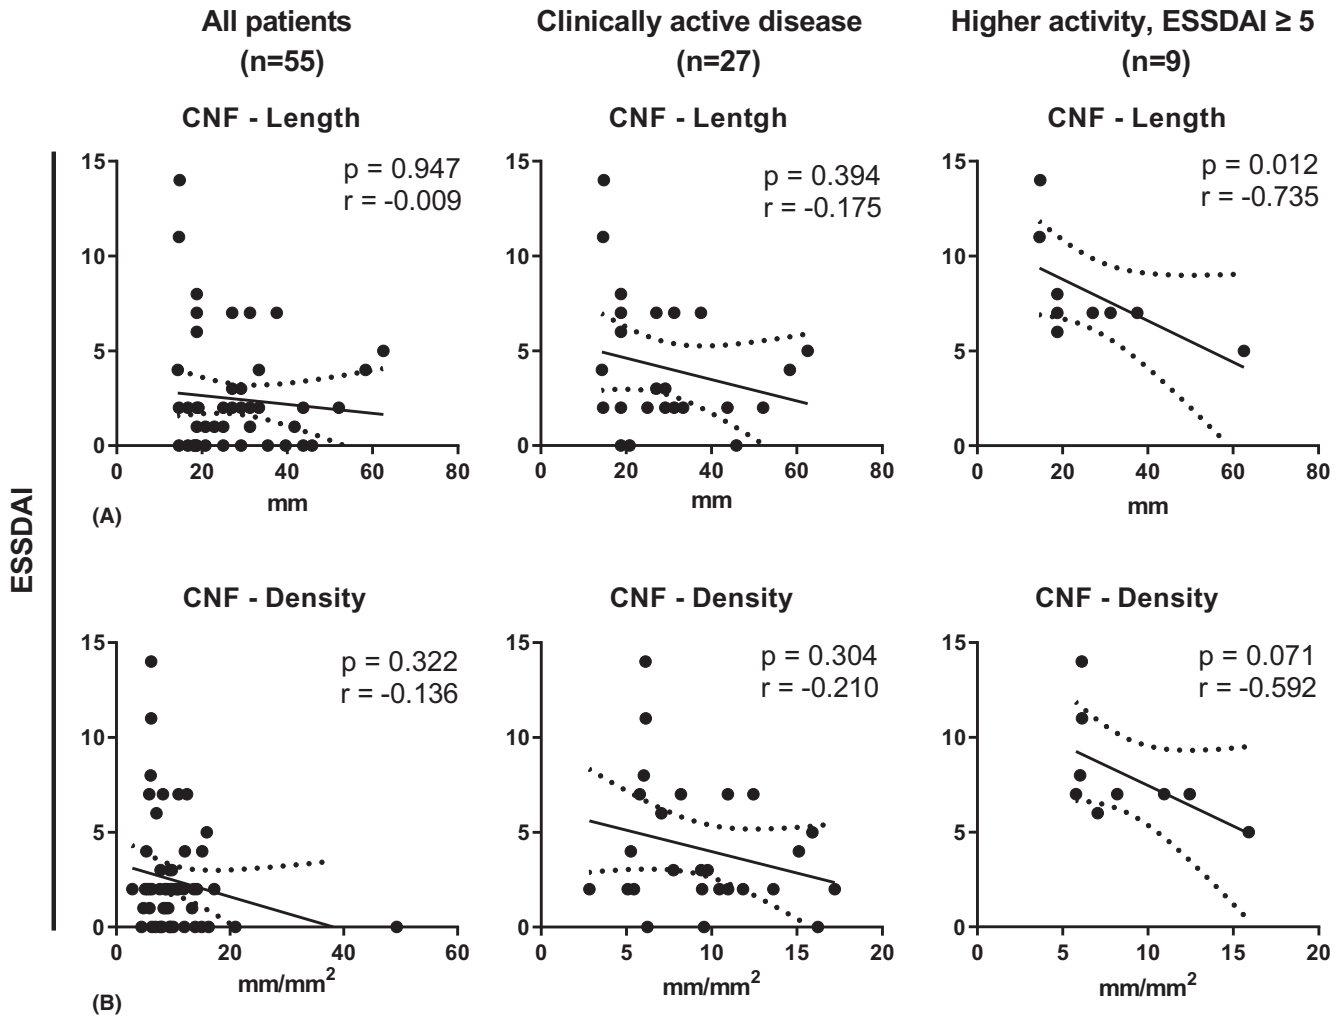 All patients
(n=55)
Clinically active disease
(n=27)
Higher activity, ESSDAI ≥ 5
(n=9)
ESSDAI
CNF - Length
p = 0.947
r = -0.009
15
10
5
0
0 20 40 60 80
mm
(A)
CNF - Lentgh
p = 0.394
r = -0.175
15
10
5
0
0 20 40 60 80
mm
CNF - Length
p = 0.012
r = -0.735
15
10
5
0
0 20 40 60 80
mm
CNF - Density
p = 0.322
r = -0.136
15
10
5
0
0 20 40 60
mm/mm²
(B)
CNF - Density
p = 0.304
r = -0.210
15
10
5
0
0 5 10 15 20
mm/mm²
CNF - Density
p = 0.071
r = -0.592
15
10
5
0
0 5 10 15 20
mm/mm²